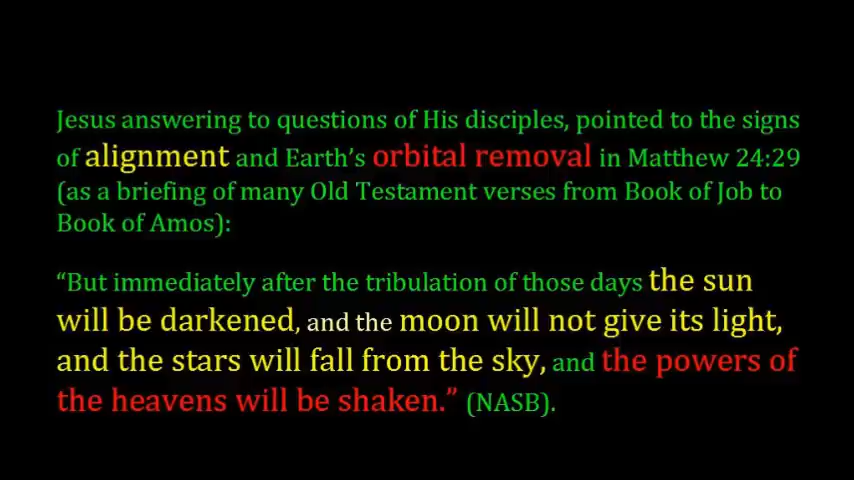 Jesus answering to questions of His disciples, pointed to the signs
of alignment and Earth’s orbital removal in Matthew 24:29
(as a briefing of many Old Testament verses from Book of Job to
Book of Amos):
“But immediately after the tribulation of those days the sun
will be darkened, and the moon will not give its light,
and the stars will fall from the sky, and the powers of
the heavens will be shaken.” (NASB).